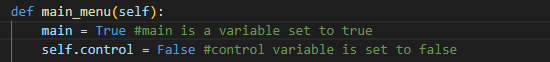 def main_menu(self):
    main = True #main is a variable set to true
    self.control = False #control variable is set to false